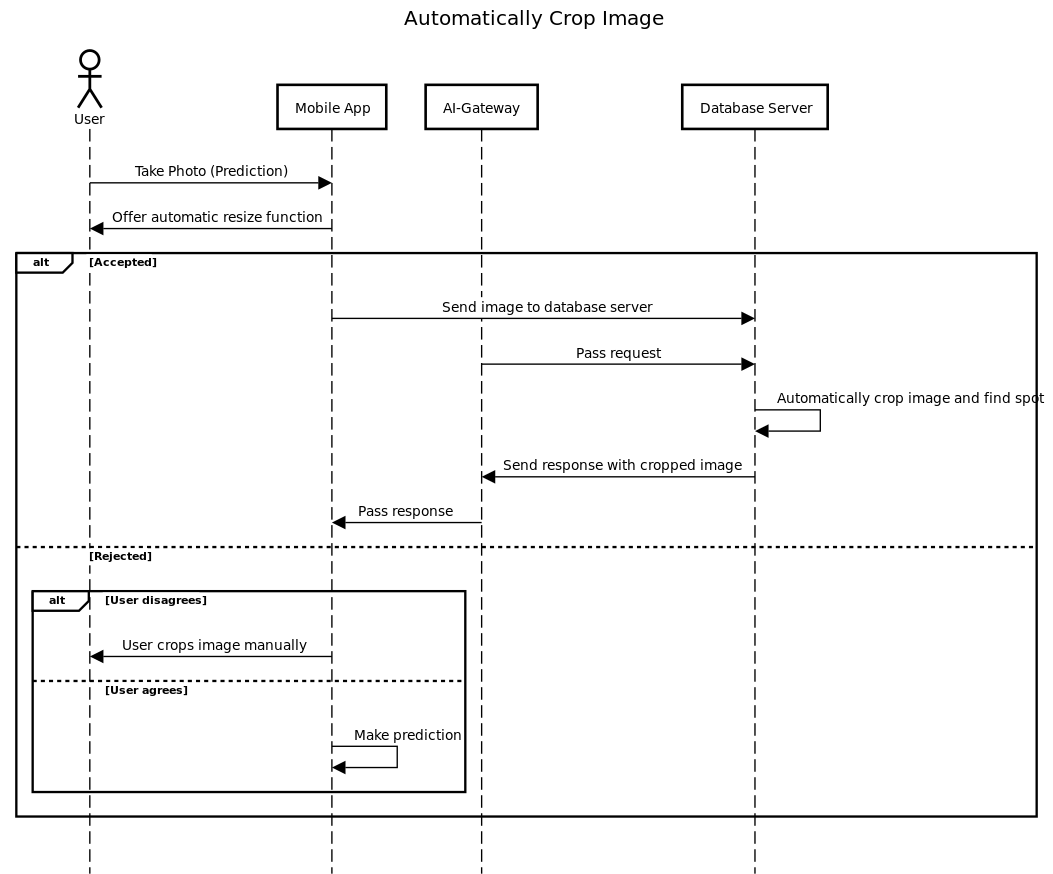 Automatically Crop Image
User
Mobile App
AI-Gateway
Database Server
Take Photo (Prediction)
Offer automatic resize function
alt
[Accepted]
Send image to database server
Pass request
Automatically crop image and find spot
Send response with cropped image
Pass response
[Rejected]
alt
[User disagrees]
User crops image manually
[User agrees]
Make prediction